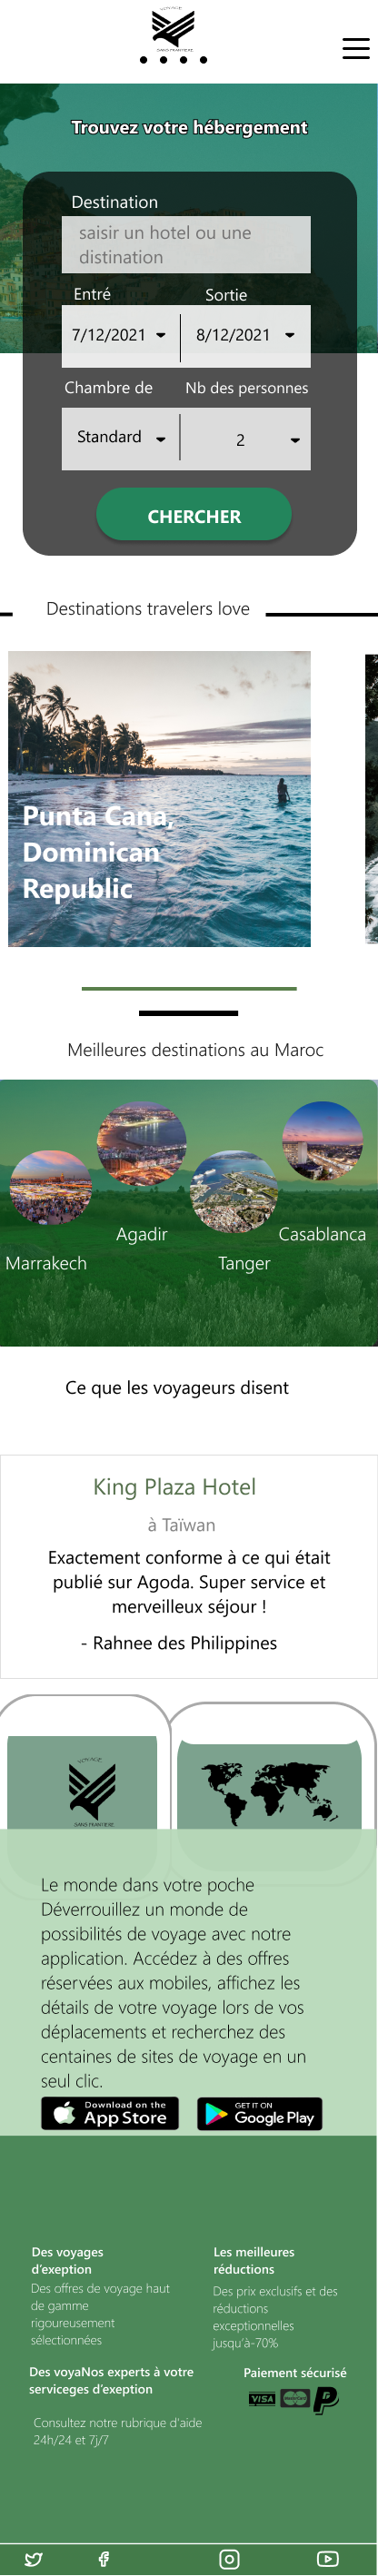 VOYAGE
SANS FRANTIERE
Trouvez votre hébergement
Destination
saisir un hotel ou une
distination
Entré
Sortie
7/12/2021
8/12/2021
Chambre de
Nb des personnes
Standard
2
CHERCHER
Destinations travelers love
Punta Cana,
Dominican
Republic
Meilleures destinations au Maroc
Agadir
Casablanca
Marrakech
Tanger
Ce que les voyageurs disent
King Plaza Hotel
à Taïwan
Exactement conforme à ce qui était
publié sur Agoda. Super service et
merveilleux séjour !
- Rahnee des Philippines
VOYAGE
SANS FRANTIERE
Le monde dans votre poche
Déverrouillez un monde de
possibilités de voyage avec notre
application. Accédez à des offres
réservées aux mobiles, affichez les
détails de votre voyage lors de vos
déplacements et recherchez des
centaines de sites de voyage en un
seul clic.
Download on the
App Store
GET IT ON
Google Play
Des voyages
d'exeption
Des offres de voyage haut
de gamme
rigoureusement
sélectionnées
Les meilleures
réductions
Des prix exclusifs et des
réductions
exceptionnelles
jusqu'à-70%
Des voyaNos experts à votre
serviceges d'exeption
Consultez notre rubrique d'aide
24h/24 et 7j/7
Paiement sécurisé
VISA
MasterCard